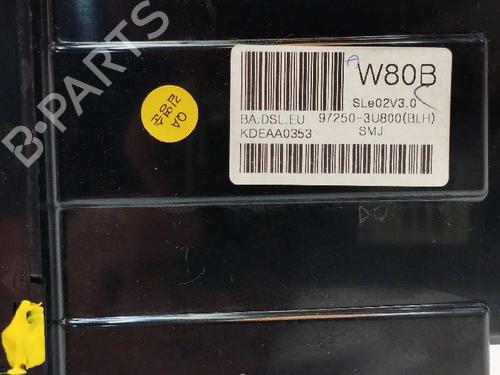 W80B
SLe02V3.0
BA.DSL.EU 97250-3U800(BLH)
KDEAA0353 SMJ
QA
B-PARTS